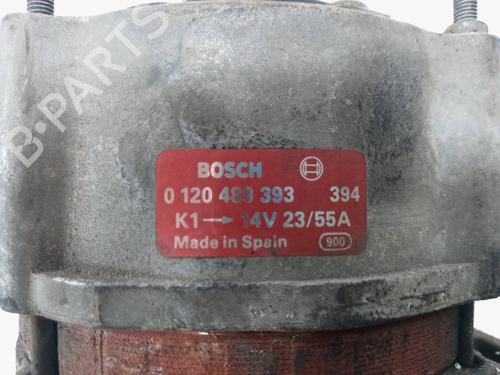 B-PARTS
BOSCH
0 120 489 393 394
K1 → 14V 23/55A
Made in Spain 900